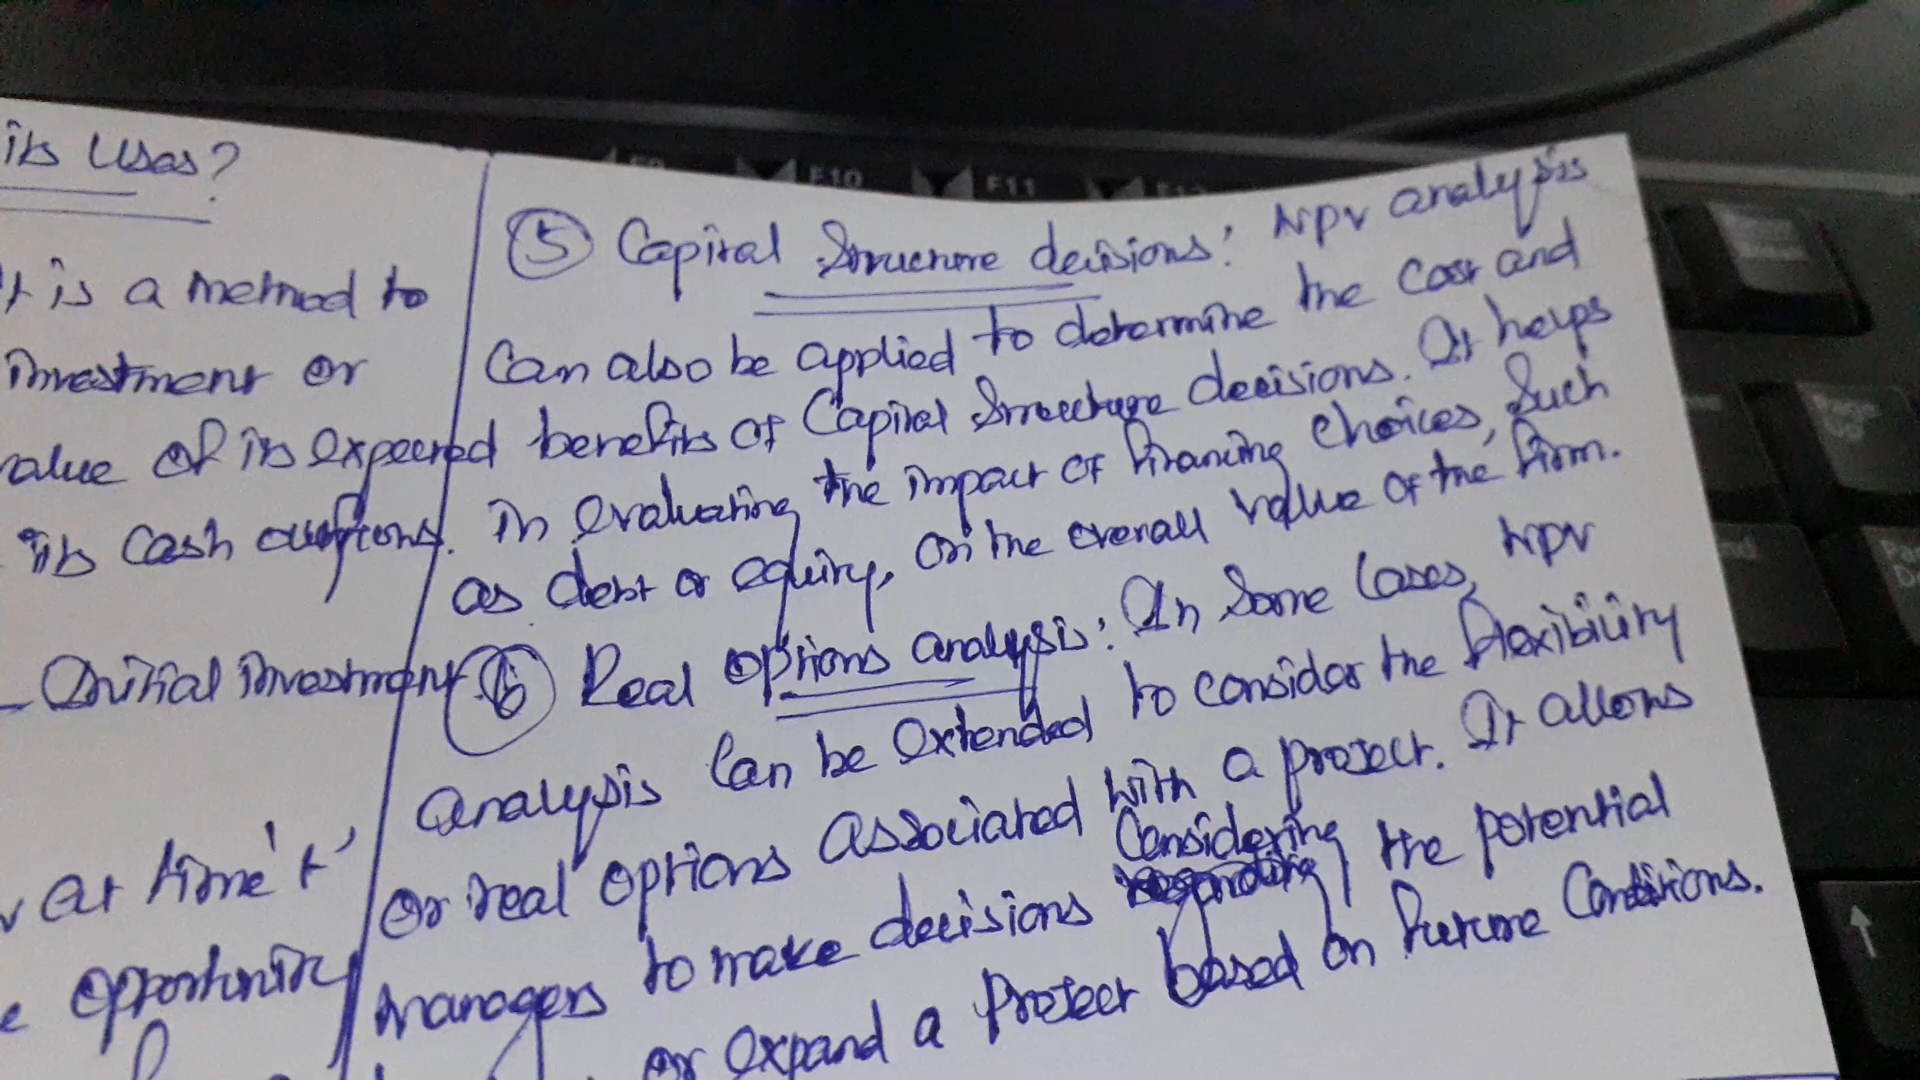 its Uses?
It is a method to
investment or
value of its expected
its cash outflows.
- Initial investment
at time 't'
opportunity
⑤ Capital Structure decisions: NPV analysis
can also be applied to determine the cost and
benefits of Capital Structure decisions. It helps
in evaluating the impact of financing choices, such
as debt or equity, on the overall value of the firm.
⑥ Real options analysis: In Some Cases, NPV
analysis can be extended to consider the flexibility
or real options associated with a project. It allows
managers to make decisions Considering the potential
or expand a project based on future Conditions.
F10
F11